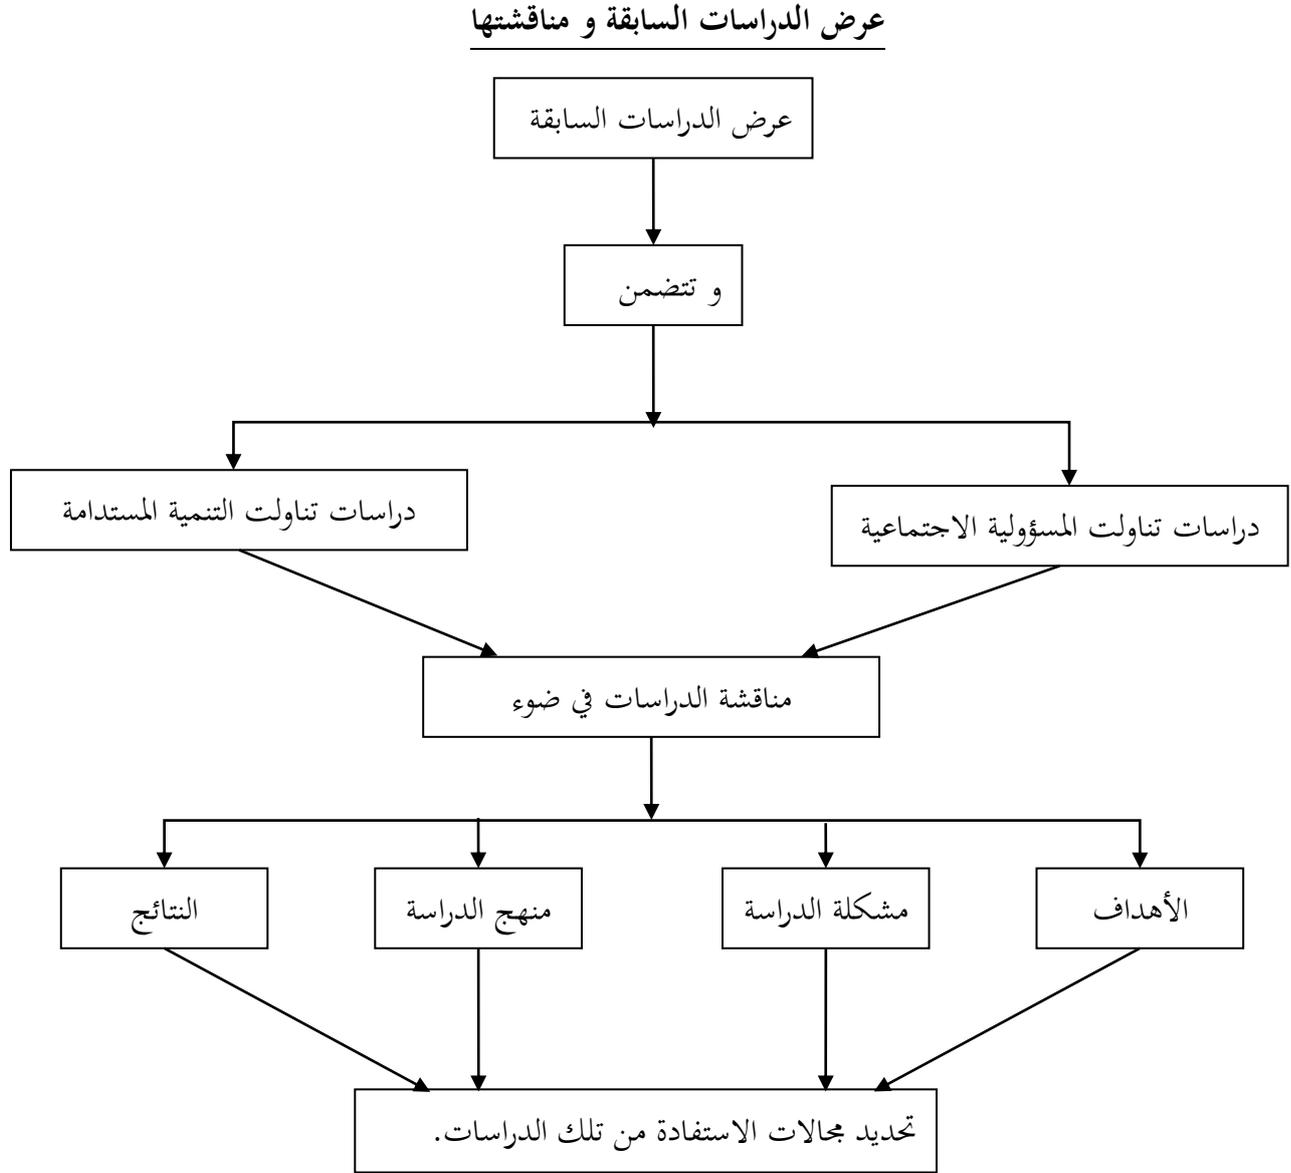 عرض الدراسات السابقة و مناقشتها
عرض الدراسات السابقة
و تتضمن
دراسات تناولت المسؤولية الاجتماعية
دراسات تناولت التنمية المستدامة
مناقشة الدراسات في ضوء
الأهداف
مشكلة الدراسة
منهج الدراسة
النتائج
تحديد مجالات الاستفادة من تلك الدراسات.